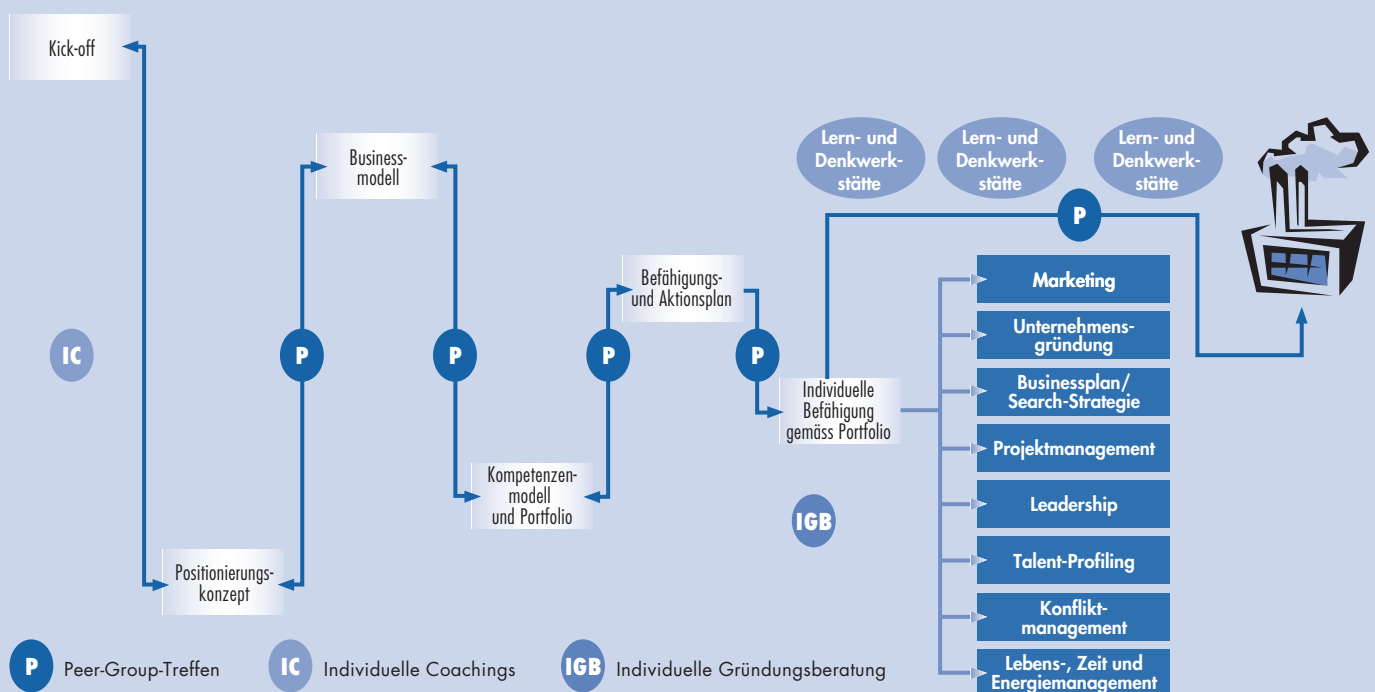 Kick-off
IC
Positionierungs-
konzept
P
Business-
modell
P
Kompetenzen-
modell
und Portfolio
P
Befähigungs-
und Aktionsplan
P
Individuelle
Befähigung
gemäss Portfolio
IGB
Lern- und
Denkwerk-
stätte
Lern- und
Denkwerk-
stätte
Lern- und
Denkwerk-
stätte
P
Marketing
Unternehmens-
gründung
Businessplan/
Search-Strategie
Projektmanagement
Leadership
Talent-Profiling
Konflikt-
management
Lebens-, Zeit und
Energiemanagement
P Peer-Group-Treffen
IC Individuelle Coachings
IGB Individuelle Gründungsberatung